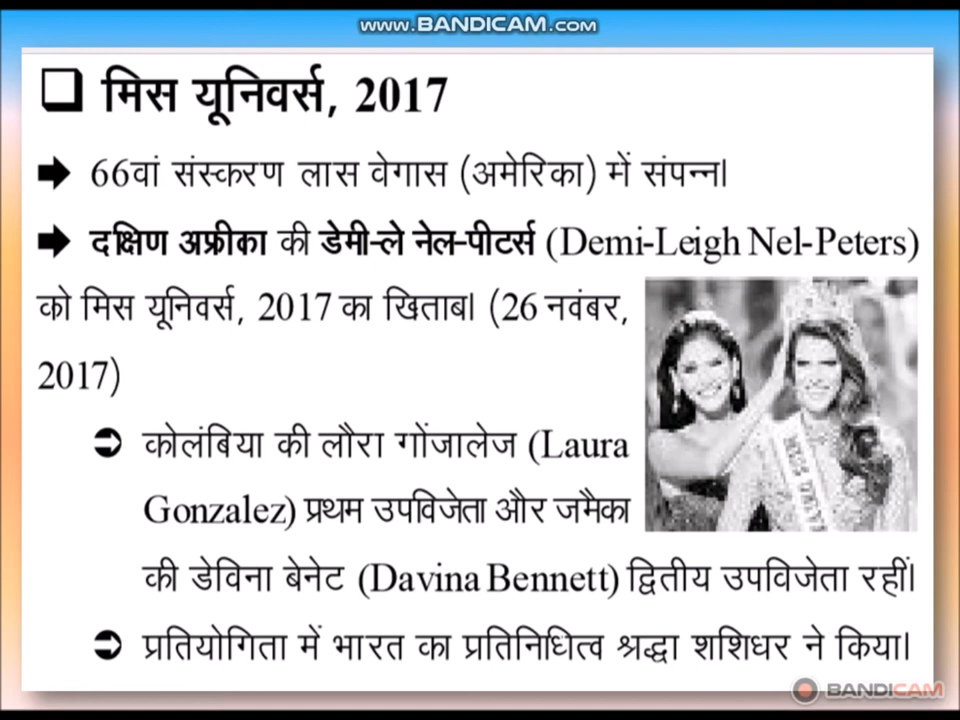 www.BANDICAM.com
मिस यूनिवर्स, 2017
66वां संस्करण लास वेगास (अमेरिका) में संपन्न।
दक्षिण अफ्रीका की डेमी-ले नेल-पीटर्स (Demi-Leigh Nel-Peters)
को मिस यूनिवर्स, 2017 का खिताब। (26 नवंबर,
2017)
कोलंबिया की लौरा गोंजालेज (Laura
Gonzalez) प्रथम उपविजेता और जमैका
की डेविना बेनेट (Davina Bennett) द्वितीय उपविजेता रहीं।
प्रतियोगिता में भारत का प्रतिनिधित्व श्रद्धा शशिधर ने किया।
BANDICAM